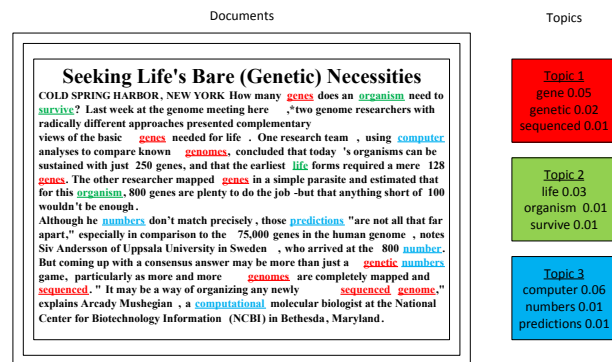 Documents
Topics
Seeking Life's Bare (Genetic) Necessities
COLD SPRING HARBOR, NEW YORK How many genes does an organism need to
survive? Last week at the genome meeting here ,*two genome researchers with
radically different approaches presented complementary
views of the basic genes needed for life . One research team , using computer
analyses to compare known genomes, concluded that today 's organisms can be
sustained with just 250 genes, and that the earliest life forms required a mere 128
genes. The other researcher mapped genes in a simple parasite and estimated that
for this organism, 800 genes are plenty to do the job -but that anything short of 100
wouldn't be enough.
Although he numbers don't match precisely , those predictions "are not all that far
apart," especially in comparison to the 75,000 genes in the human genome , notes
Siv Andersson of Uppsala University in Sweden , who arrived at the 800 number.
But coming up with a consensus answer may be more than just a genetic numbers
game, particularly as more and more genomes are completely mapped and
sequenced. " It may be a way of organizing any newly sequenced genome,"
explains Arcady Mushegian , a computational molecular biologist at the National
Center for Biotechnology Information (NCBI) in Bethesda, Maryland.
Topic 1
gene 0.05
genetic 0.02
sequenced 0.01
Topic 2
life 0.03
organism 0.01
survive 0.01
Topic 3
computer 0.06
numbers 0.01
predictions 0.01